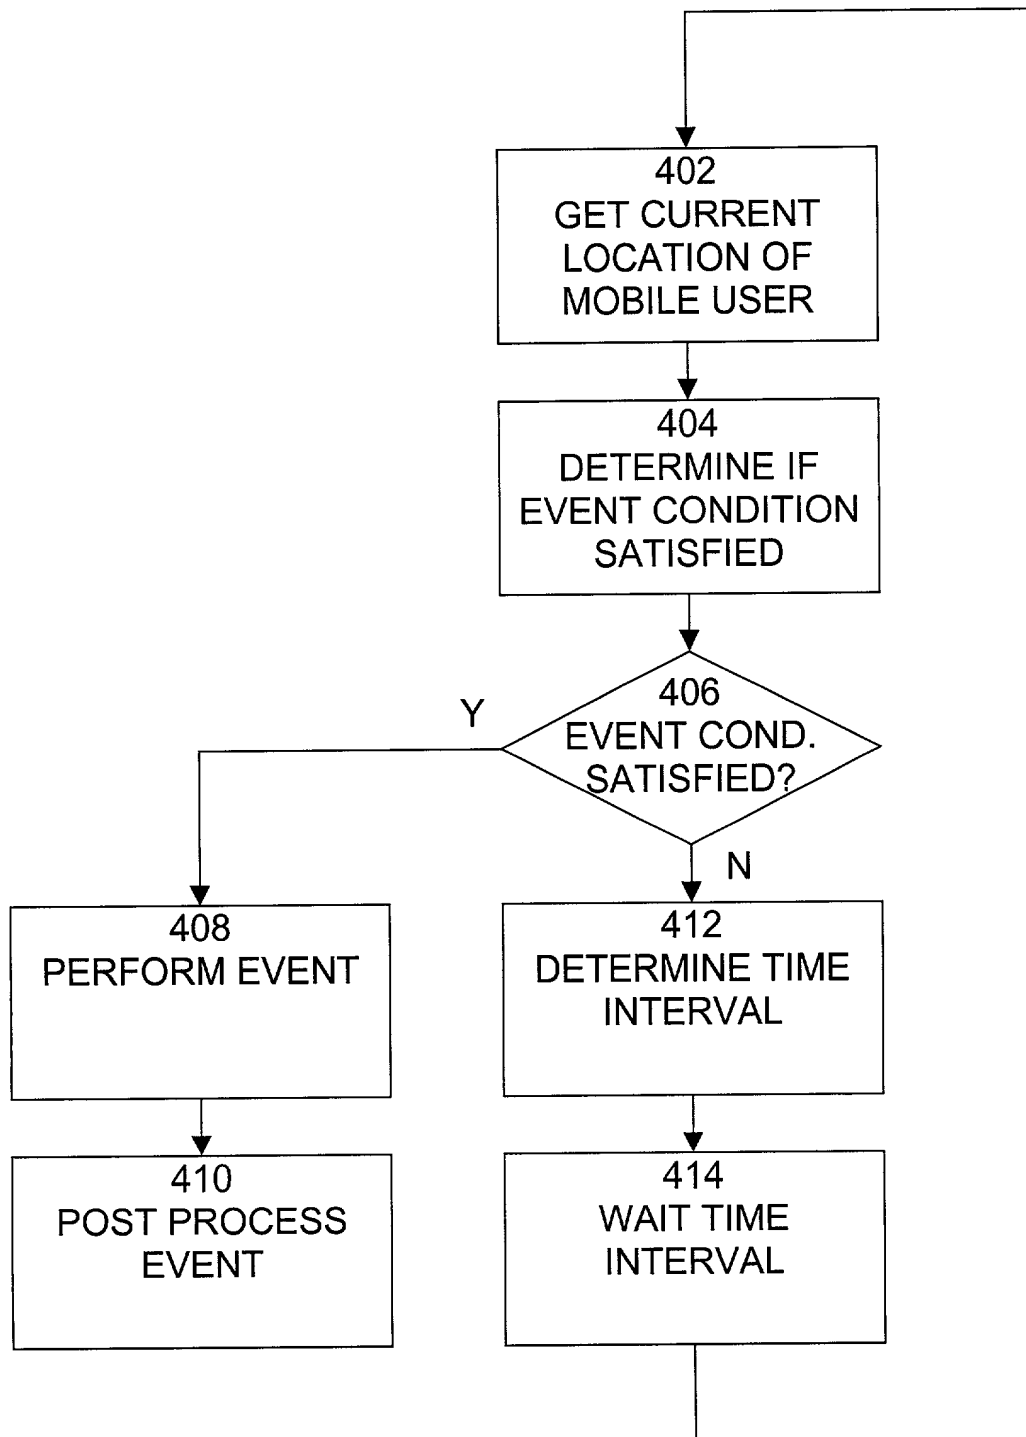 402
GET CURRENT
LOCATION OF
MOBILE USER
404
DETERMINE IF
EVENT CONDITION
SATISFIED
406
EVENT COND.
SATISFIED?
Y
N
408
PERFORM EVENT
410
POST PROCESS
EVENT
412
DETERMINE TIME
INTERVAL
414
WAIT TIME
INTERVAL